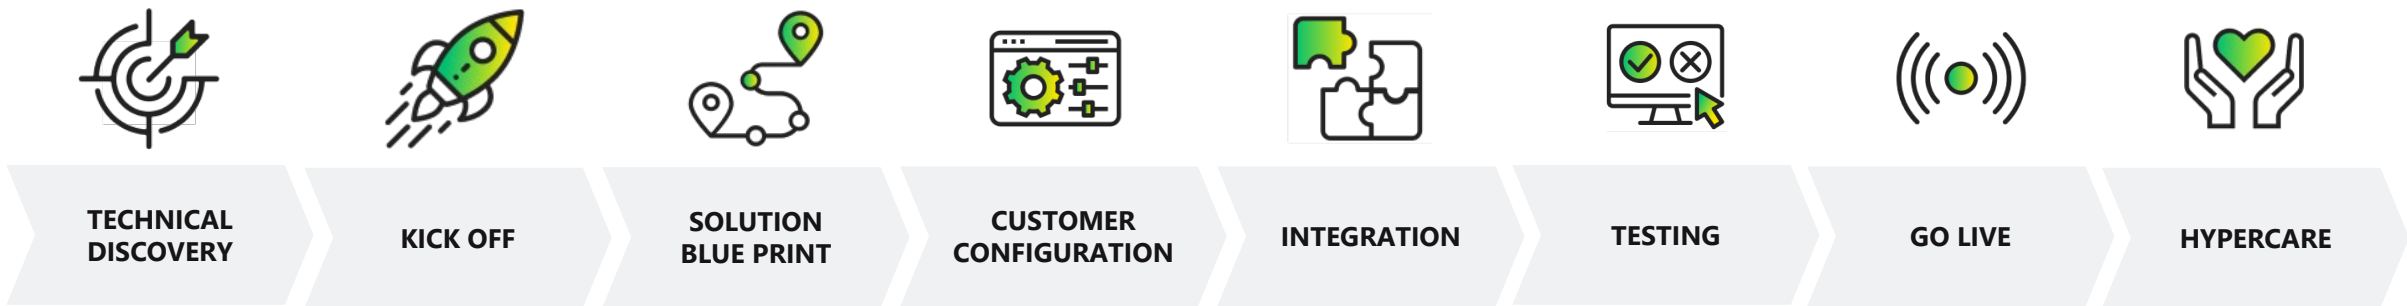 TECHNICAL
DISCOVERY
KICK OFF
SOLUTION
BLUE PRINT
CUSTOMER
CONFIGURATION
INTEGRATION
TESTING
GO LIVE
HYPERCARE